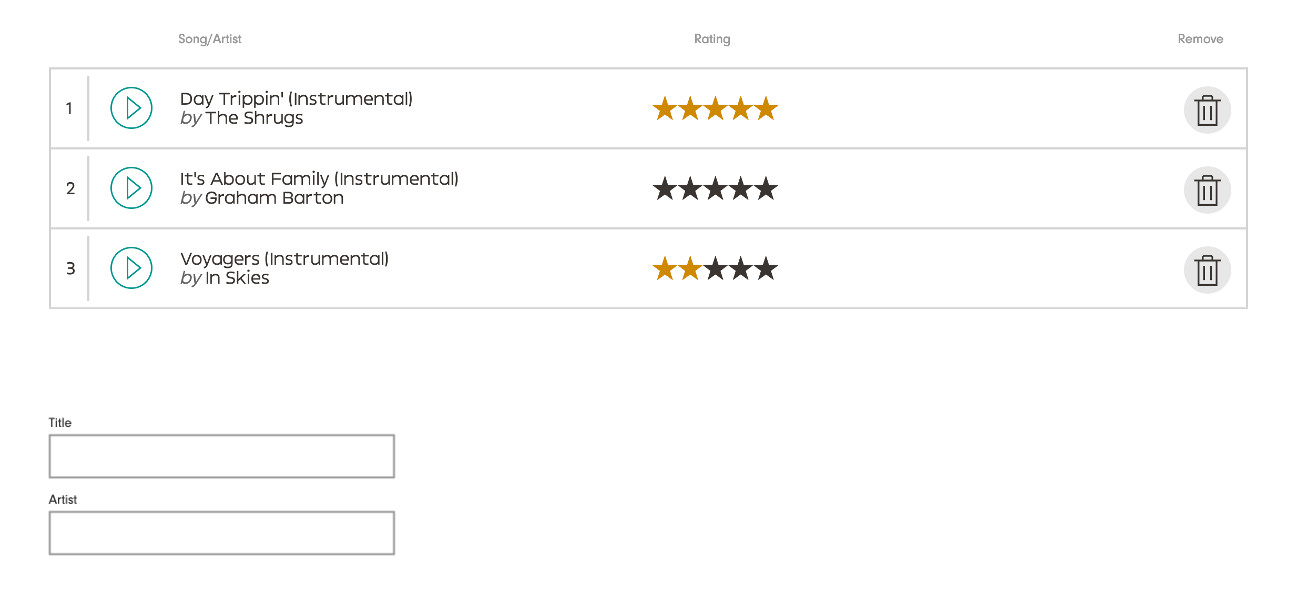 Song/Artist Rating Remove
1
Day Trippin' (Instrumental)
by The Shrugs
2
It's About Family (Instrumental)
by Graham Barton
3
Voyagers (Instrumental)
by In Skies
Title
Artist